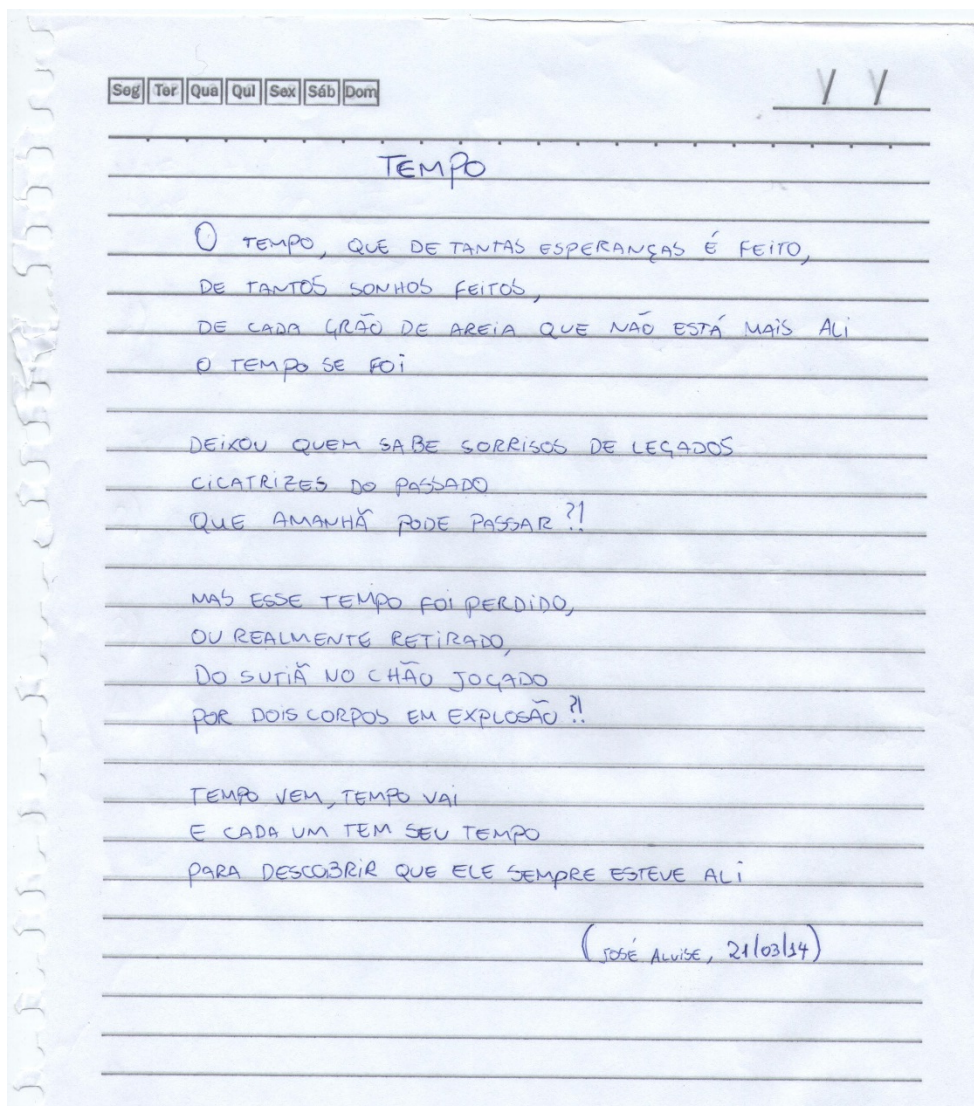 Seg Ter Qua Qui Sex Sáb Dom
/ /
TEMPO
O TEMPO, QUE DE TANTAS ESPERANÇAS É FEITO,
DE TANTOS SONHOS FEITOS,
DE CADA GRÃO DE AREIA QUE NÃO ESTÁ MAIS ALI
O TEMPO SE FOI
DEIXOU QUEM SABE SORRISOS DE LEGADOS
CICATRIZES DO PASSADO
QUE AMANHÃ PODE PASSAR?!
MAS ESSE TEMPO FOI PERDIDO,
OU REALMENTE RETIRADO,
DO SUTIÃ NO CHÃO JOGADO
POR DOIS CORPOS EM EXPLOSÃO?!
TEMPO VEM, TEMPO VAI
E CADA UM TEM SEU TEMPO
PARA DESCOBRIR QUE ELE SEMPRE ESTEVE ALI
(JOSÉ ALVISE, 21/03/14)